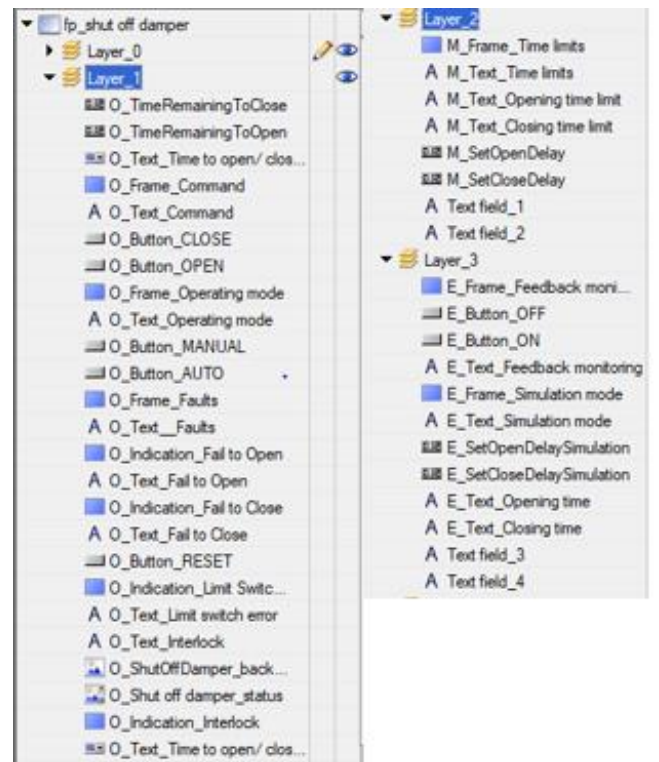 fp_shut off damper
Layer_0
Layer_1
O_TimeRemainingToClose
O_TimeRemainingToOpen
O_Text_Time to open/ clos...
O_Frame_Command
A O_Text_Command
O_Button_CLOSE
O_Button_OPEN
O_Frame_Operating mode
A O_Text_Operating mode
O_Button_MANUAL
O_Button_AUTO
O_Frame_Faults
A O_Text__Faults
O_Indication_Fail to Open
A O_Text_Fail to Open
O_Indication_Fail to Close
A O_Text_Fail to Close
O_Button_RESET
O_Indication_Limit Switc...
A O_Text_Limit switch error
A O_Text_Interlock
O_ShutOffDamper_back...
O_Shut off damper_status
O_Indication_Interlock
O_Text_Time to open/ clos...
Layer_2
M_Frame_Time limits
A M_Text_Time limits
A M_Text_Opening time limit
A M_Text_Closing time limit
M_SetOpenDelay
M_SetCloseDelay
A Text field_1
A Text field_2
Layer_3
E_Frame_Feedback moni...
E_Button_OFF
E_Button_ON
A E_Text_Feedback monitoring
E_Frame_Simulation mode
A E_Text_Simulation mode
E_SetOpenDelaySimulation
E_SetCloseDelaySimulation
A E_Text_Opening time
A E_Text_Closing time
A Text field_3
A Text field_4